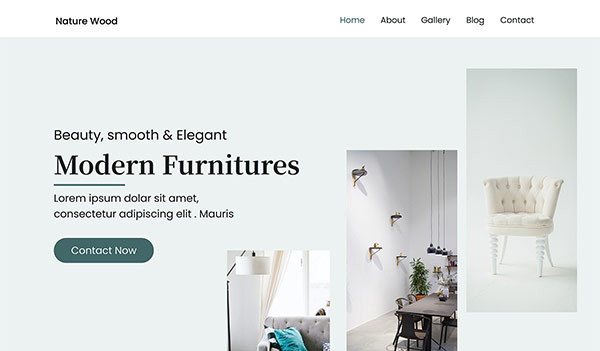 Nature Wood
Home About Gallery Blog Contact
Beauty, smooth & Elegant
Modern Furnitures
Lorem ipsum dolar sit amet,
consectetur adipiscing elit . Mauris
Contact Now